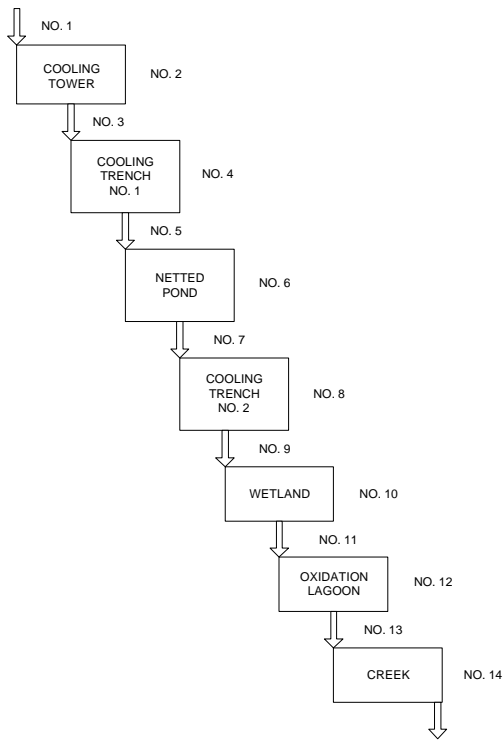 NO. 1
COOLING
TOWER
NO. 2
NO. 3
COOLING
TRENCH
NO. 1
NO. 4
NO. 5
NETTED
POND
NO. 6
NO. 7
COOLING
TRENCH
NO. 2
NO. 8
NO. 9
WETLAND
NO. 10
NO. 11
OXIDATION
LAGOON
NO. 12
NO. 13
CREEK
NO. 14